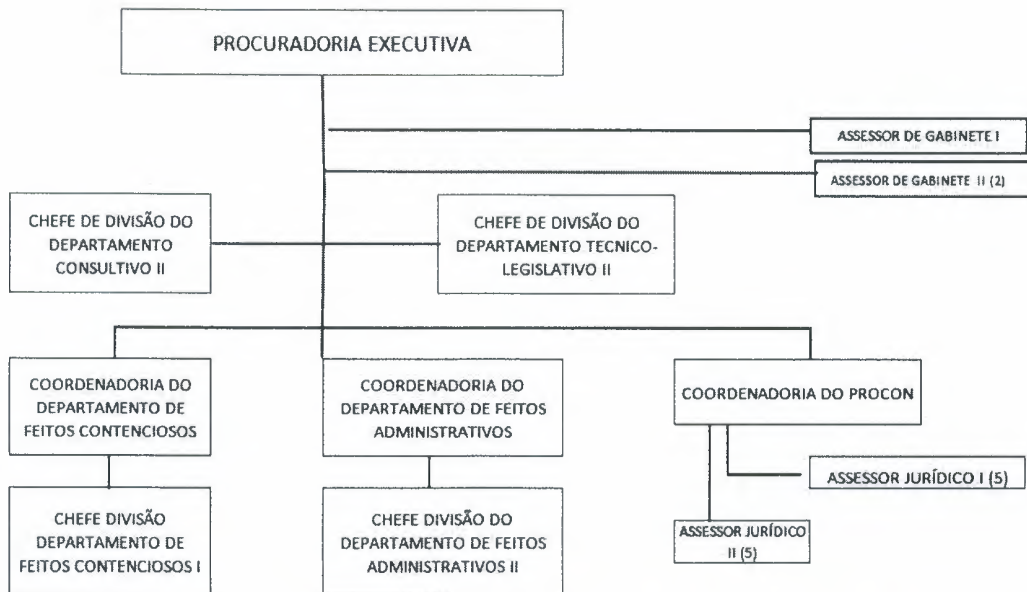 PROCURADORIA EXECUTIVA
ASSESSOR DE GABINETE I
ASSESSOR DE GABINETE II (2)
CHEFE DE DIVISÃO DO
DEPARTAMENTO
CONSULTIVO II
CHEFE DE DIVISÃO DO
DEPARTAMENTO TECNICO-
LEGISLATIVO II
COORDENADORIA DO
DEPARTAMENTO DE
FEITOS CONTENCIOSOS
COORDENADORIA DO
DEPARTAMENTO DE FEITOS
ADMINISTRATIVOS
COORDENADORIA DO PROCON
CHEFE DIVISÃO
DEPARTAMENTO DE
FEITOS CONTENCIOSOS I
CHEFE DIVISÃO DO
DEPARTAMENTO DE FEITOS
ADMINISTRATIVOS II
ASSESSOR JURÍDICO I (5)
ASSESSOR JURÍDICO
II (5)